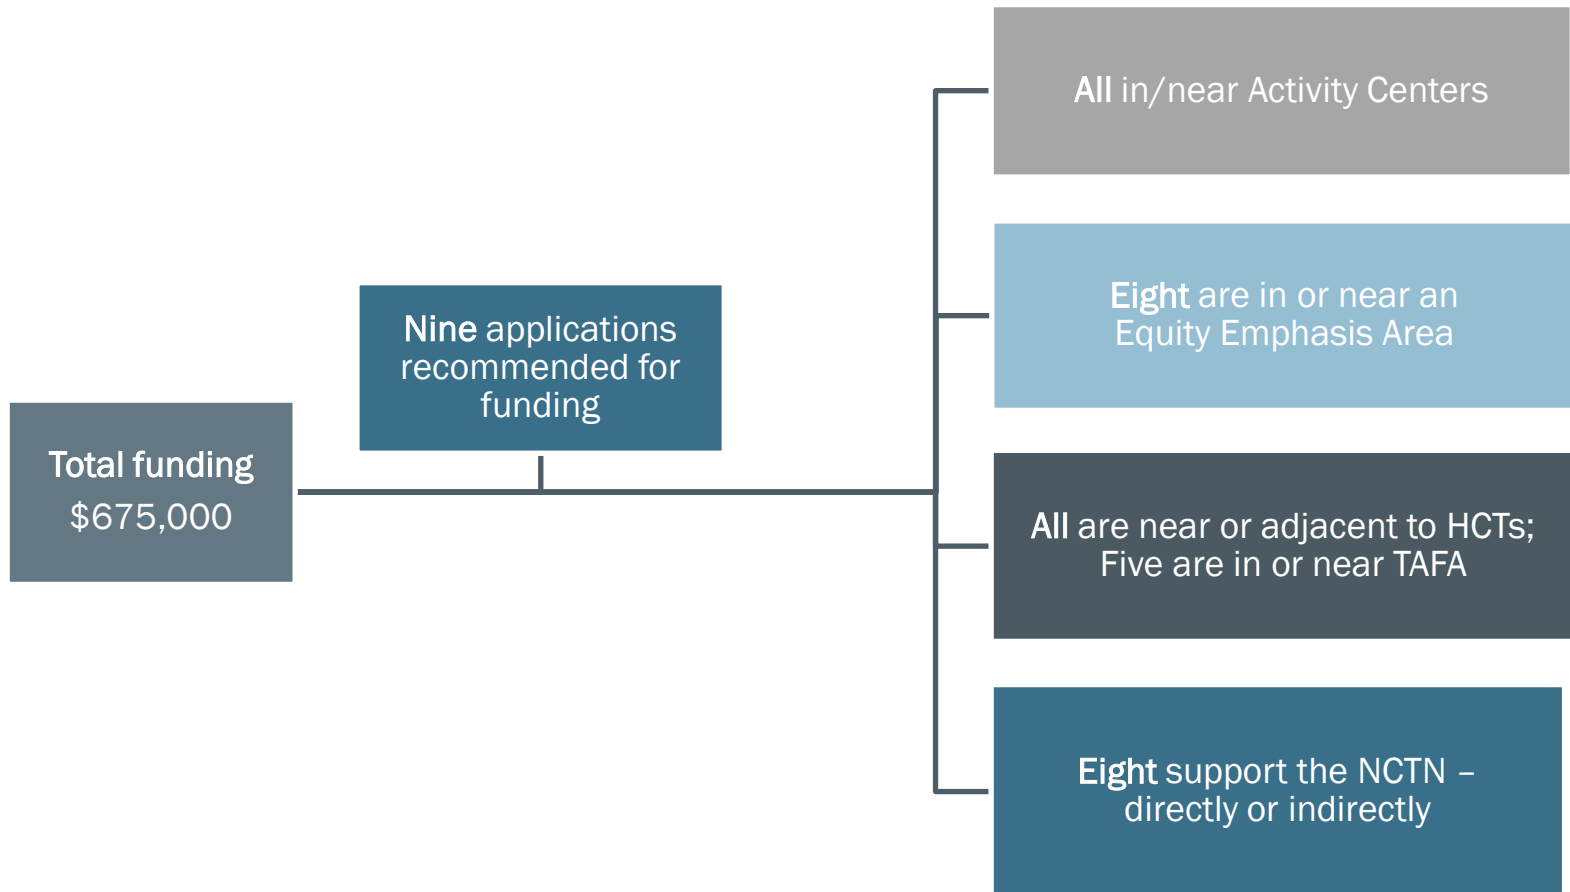 Total funding
$675,000
Nine applications
recommended for
funding
All in/near Activity Centers
Eight are in or near an
Equity Emphasis Area
All are near or adjacent to HCTs;
Five are in or near TAFA
Eight support the NCTN –
directly or indirectly